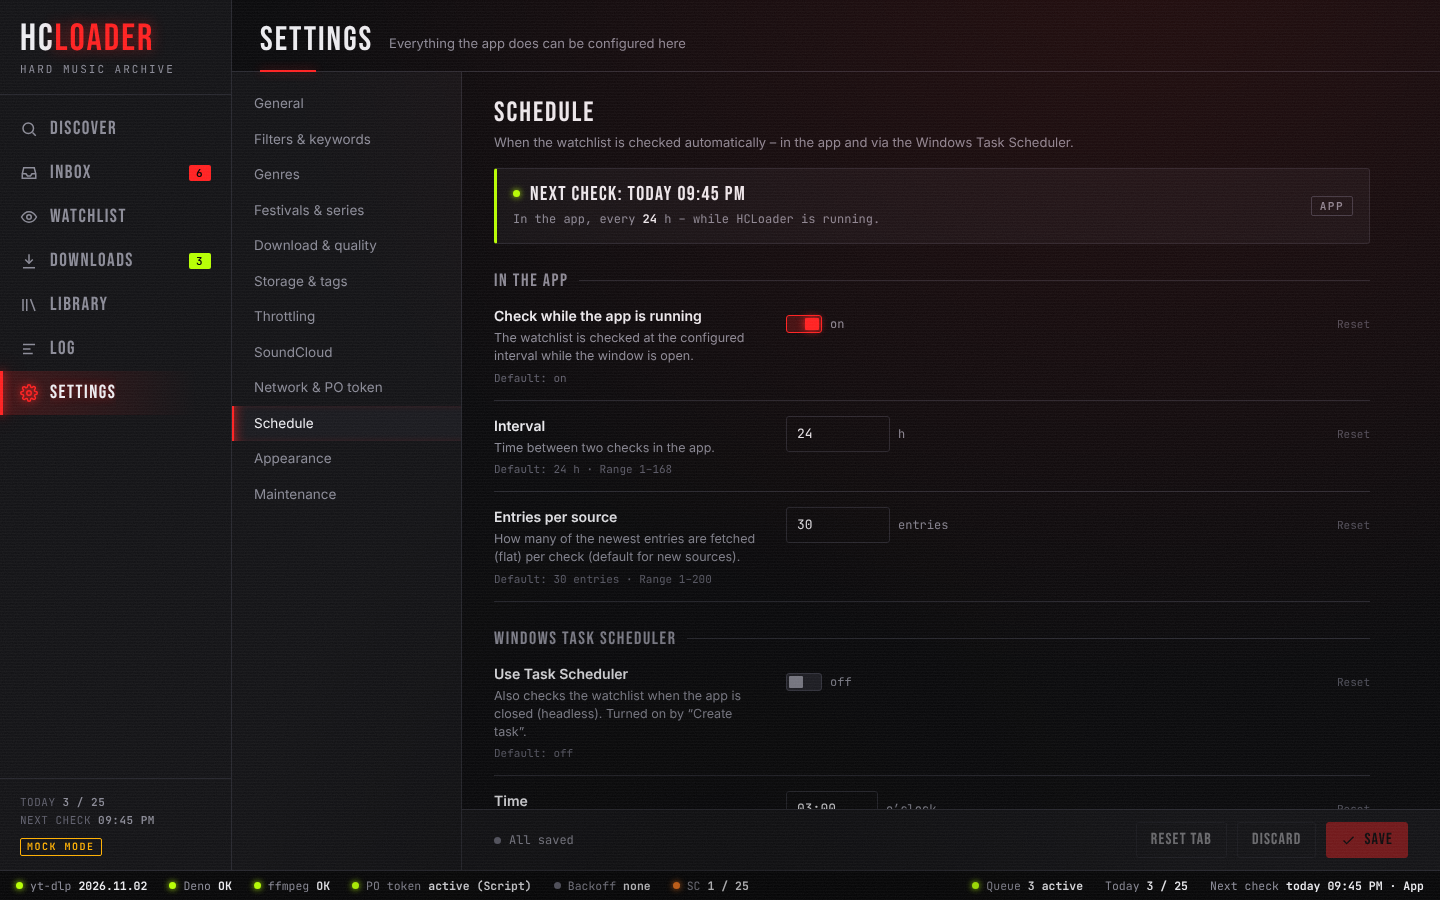 HCLOADER
HARD MUSIC ARCHIVE
DISCOVER
INBOX 6
WATCHLIST
DOWNLOADS 3
LIBRARY
LOG
SETTINGS
TODAY 3 / 25
NEXT CHECK 09:45 PM
MOCK MODE
SETTINGS Everything the app does can be configured here
General
Filters & keywords
Genres
Festivals & series
Download & quality
Storage & tags
Throttling
SoundCloud
Network & PO token
Schedule
Appearance
Maintenance
SCHEDULE
When the watchlist is checked automatically – in the app and via the Windows Task Scheduler.
NEXT CHECK: TODAY 09:45 PM
In the app, every 24 h – while HCLoader is running.
APP
IN THE APP
Check while the app is running
The watchlist is checked at the configured
interval while the window is open.
Default: on
on
Reset
Interval
Time between two checks in the app.
Default: 24 h · Range 1–168
24 h
Reset
Entries per source
How many of the newest entries are fetched
(flat) per check (default for new sources).
Default: 30 entries · Range 1–200
30 entries
Reset
WINDOWS TASK SCHEDULER
Use Task Scheduler
Also checks the watchlist when the app is
closed (headless). Turned on by “Create
task”.
Default: off
off
Reset
Time
03:00 o'clock
Reset
All saved
RESET TAB
DISCARD
SAVE
yt-dlp 2026.11.02 Deno OK ffmpeg OK PO token active (Script) Backoff none SC 1 / 25 Queue 3 active Today 3 / 25 Next check today 09:45 PM · App